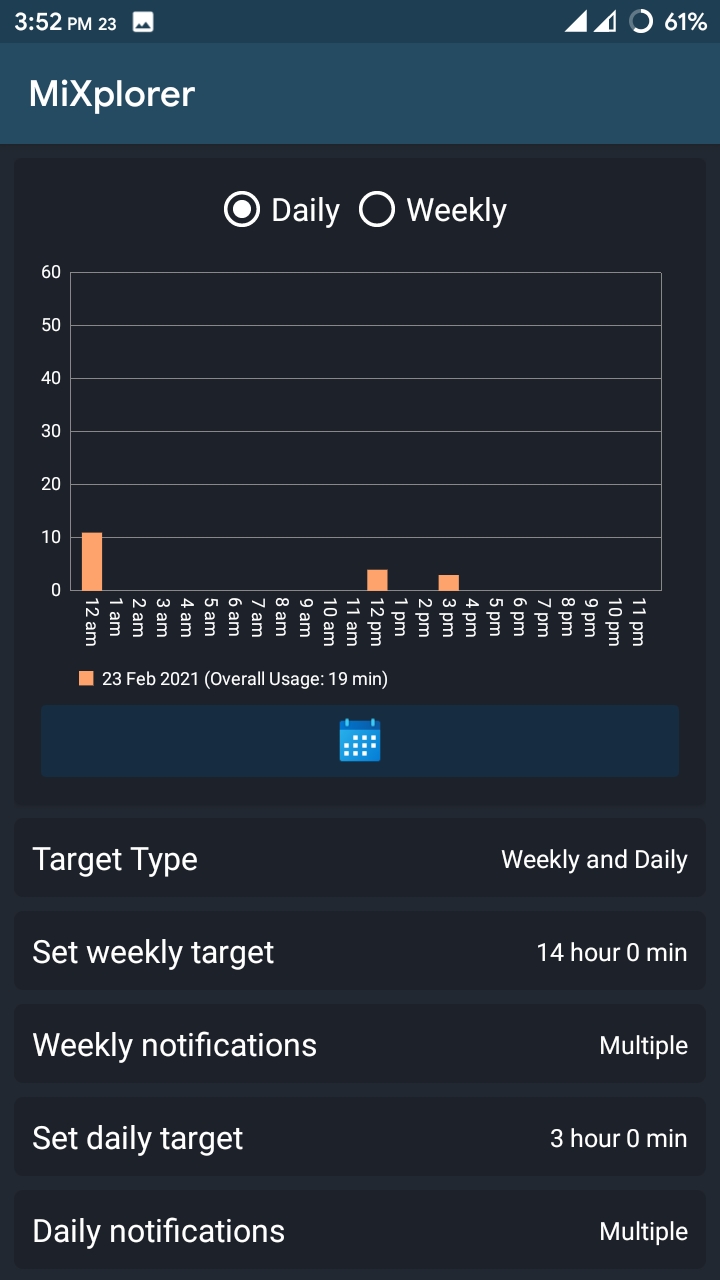 3:52 PM 23 61%
MiXplorer
Daily Weekly
60
50
40
30
20
10
0
12 am 1 am 2 am 3 am 4 am 5 am 6 am 7 am 8 am 9 am 10 am 11 am 12 pm 1 pm 2 pm 3 pm 4 pm 5 pm 6 pm 7 pm 8 pm 9 pm 10 pm 11 pm
23 Feb 2021 (Overall Usage: 19 min)
Target Type Weekly and Daily
Set weekly target 14 hour 0 min
Weekly notifications Multiple
Set daily target 3 hour 0 min
Daily notifications Multiple